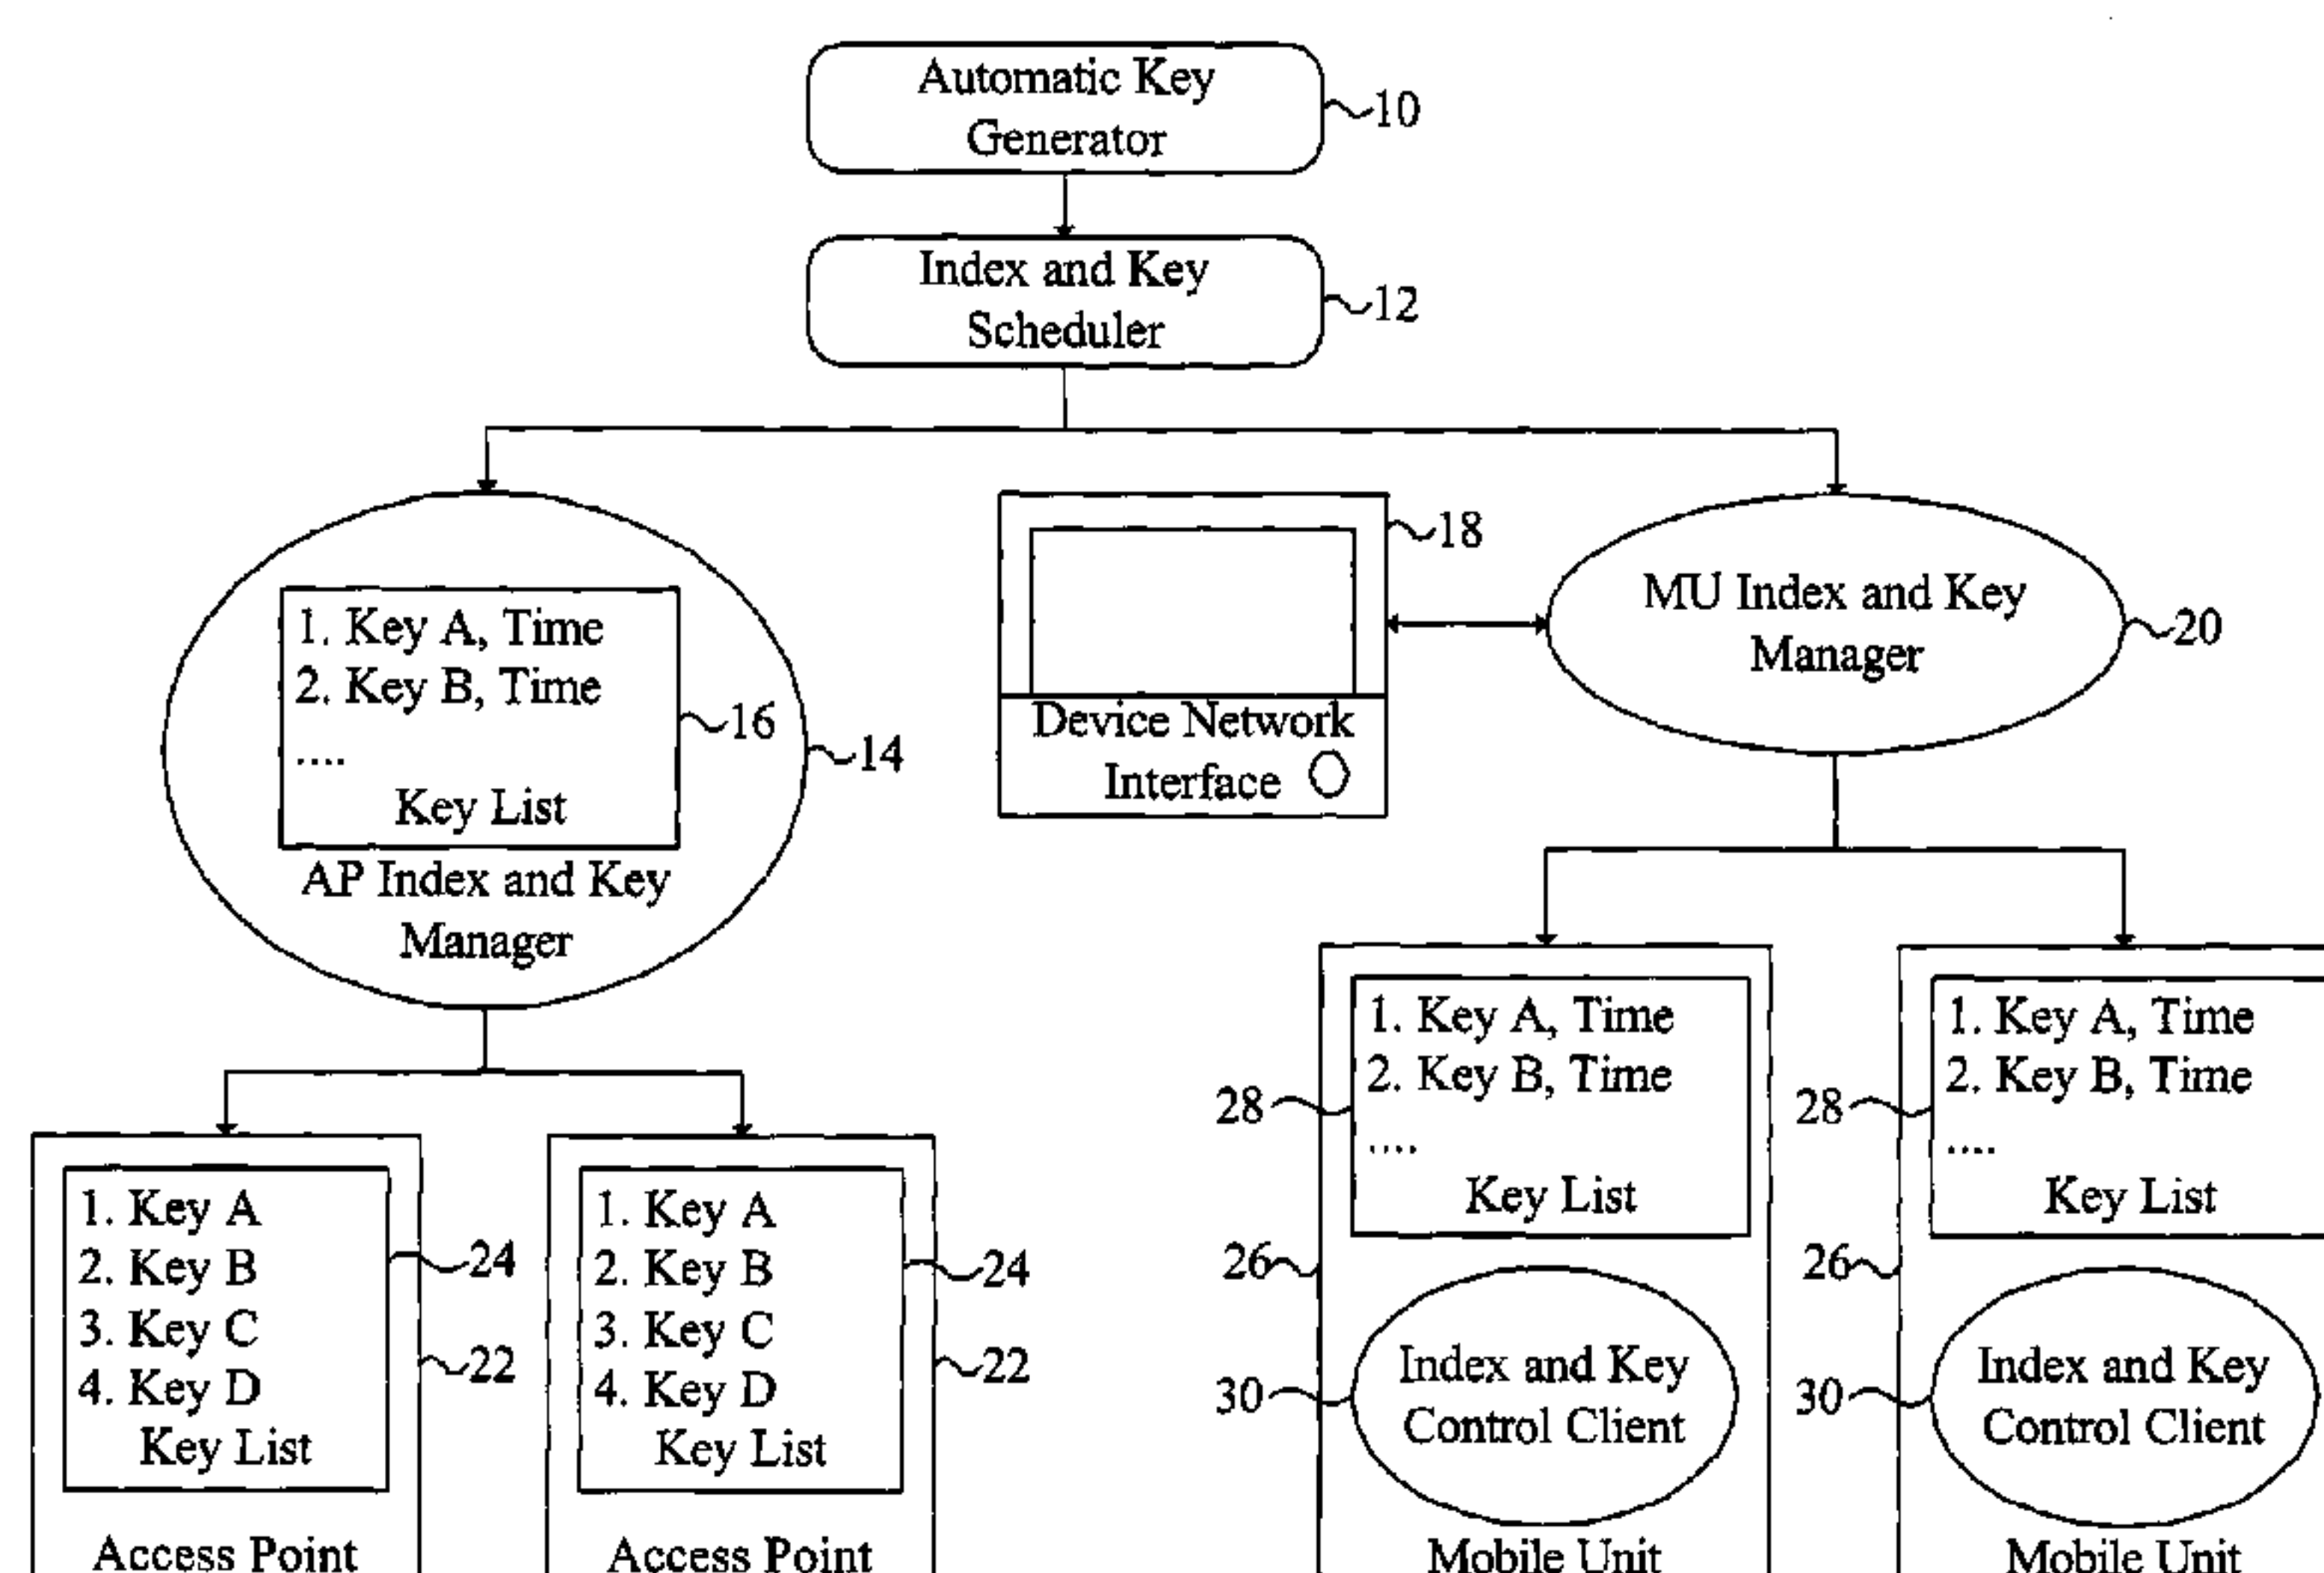 Automatic Key
Generator
10
Index and Key
Scheduler
12
1. Key A, Time
2. Key B, Time
....
Key List
16
AP Index and Key
Manager
14
18
Device Network
Interface
MU Index and Key
Manager
20
1. Key A
2. Key B
3. Key C
4. Key D
Key List
24
22
Access Point
1. Key A
2. Key B
3. Key C
4. Key D
Key List
24
22
Access Point
1. Key A, Time
2. Key B, Time
....
Key List
28
26
Index and Key
Control Client
30
Mobile Unit
1. Key A, Time
2. Key B, Time
....
Key List
28
26
Index and Key
Control Client
30
Mobile Unit